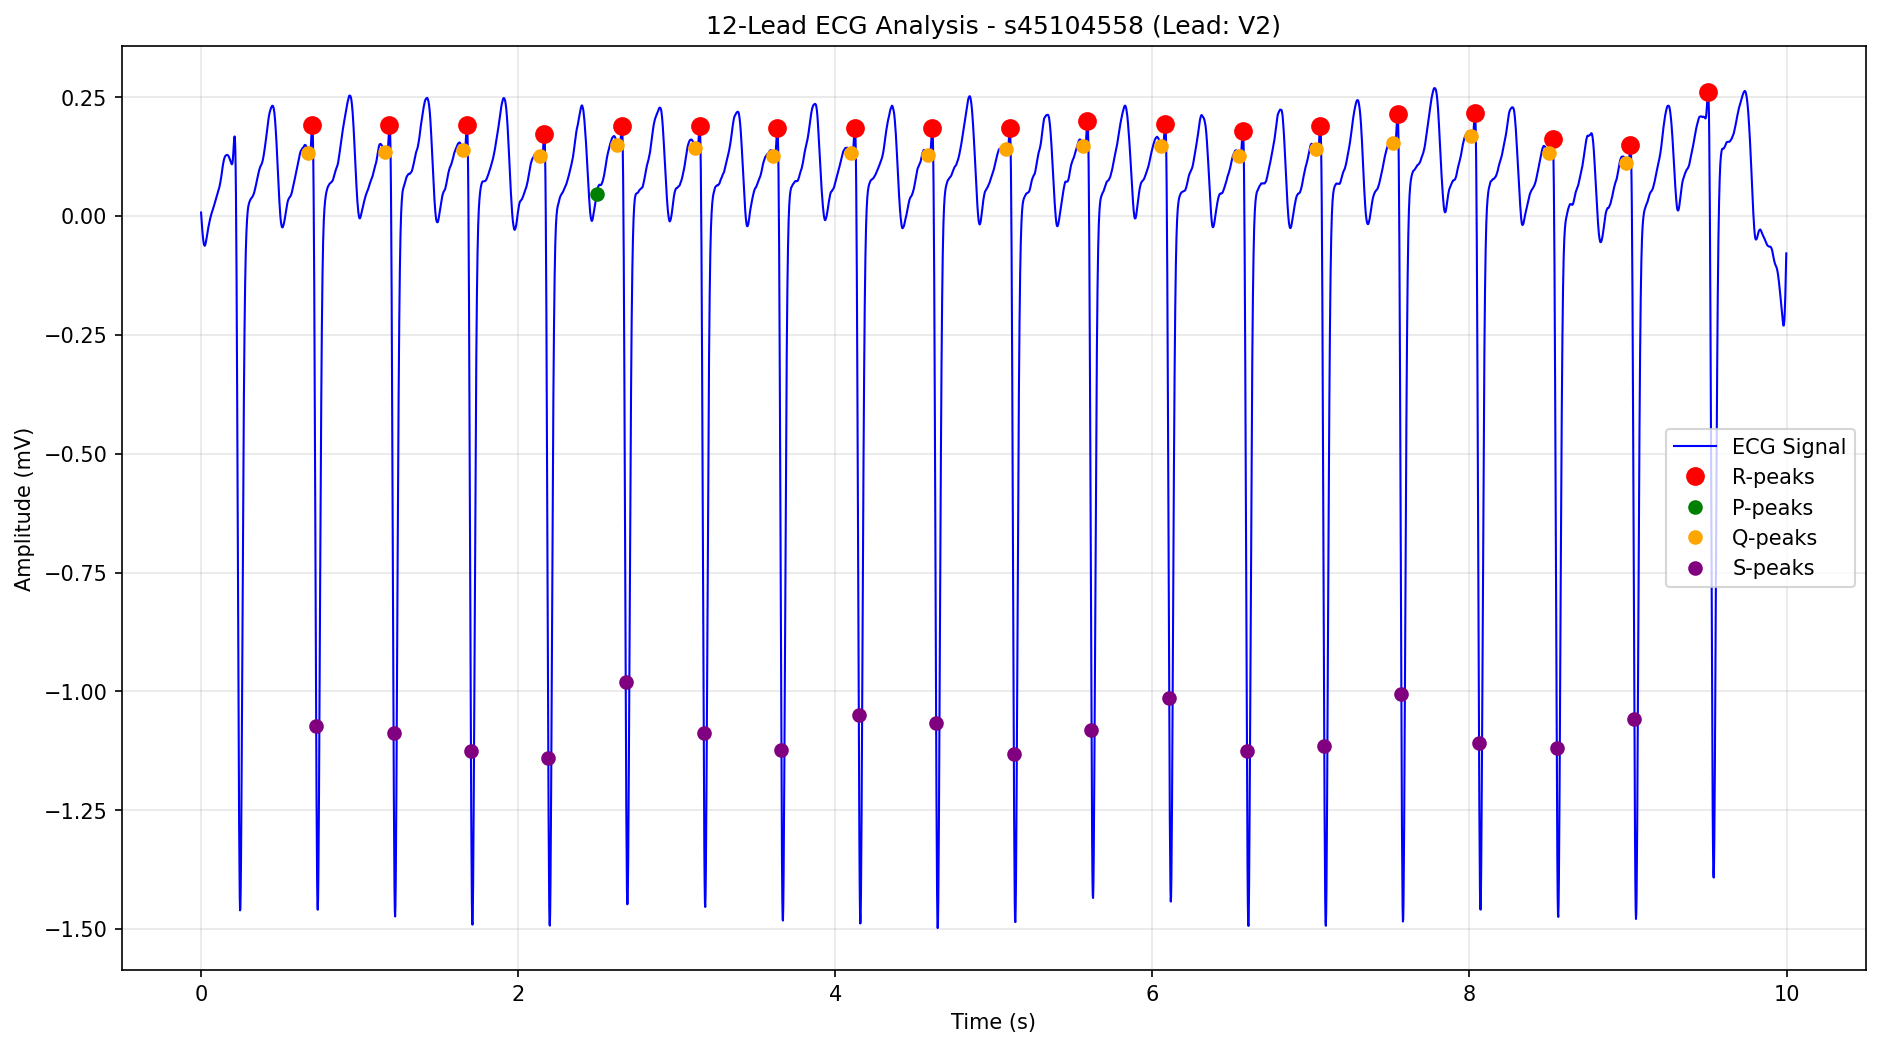 12-Lead ECG Analysis - s45104558 (Lead: V2)
0.25
0.00
−0.25
−0.50
−0.75
−1.00
−1.25
−1.50
Amplitude (mV)
ECG Signal
R-peaks
P-peaks
Q-peaks
S-peaks
0 2 4 6 8 10
Time (s)